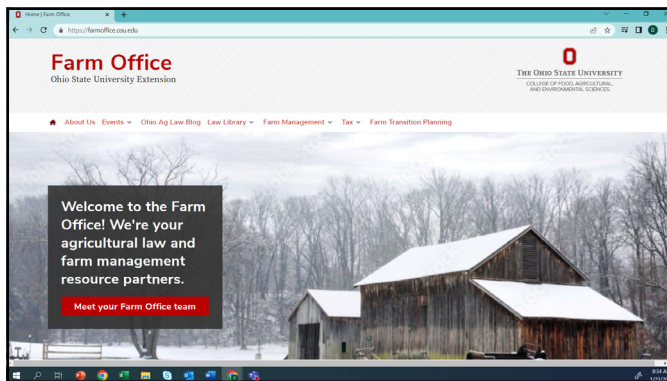 Home | Farm Office
https://farmoffice.osu.edu
Farm Office
Ohio State University Extension
THE OHIO STATE UNIVERSITY
COLLEGE OF FOOD, AGRICULTURAL,
AND ENVIRONMENTAL SCIENCES
About Us Events Ohio Ag Law Blog Law Library Farm Management Tax Farm Transition Planning
Welcome to the Farm
Office! We're your
agricultural law and
farm management
resource partners.
Meet your Farm Office team
8:34 A